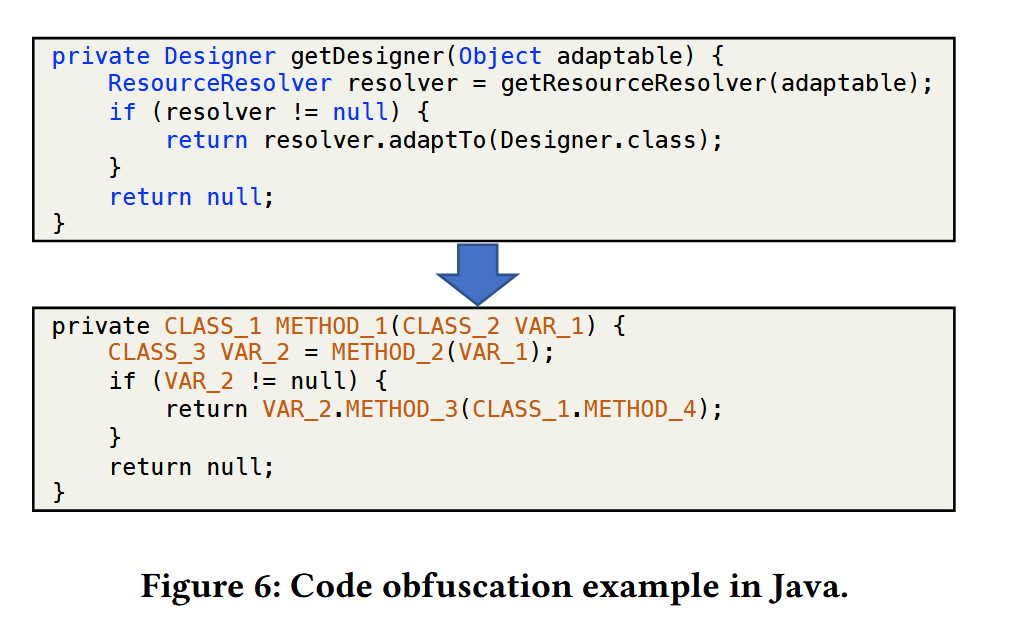 private Designer getDesigner(Object adaptable) {
    ResourceResolver resolver = getResourceResolver(adaptable);
    if (resolver != null) {
        return resolver.adaptTo(Designer.class);
    }
    return null;
}
private CLASS_1 METHOD_1(CLASS_2 VAR_1) {
    CLASS_3 VAR_2 = METHOD_2(VAR_1);
    if (VAR_2 != null) {
        return VAR_2.METHOD_3(CLASS_1.METHOD_4);
    }
    return null;
}
Figure 6: Code obfuscation example in Java.